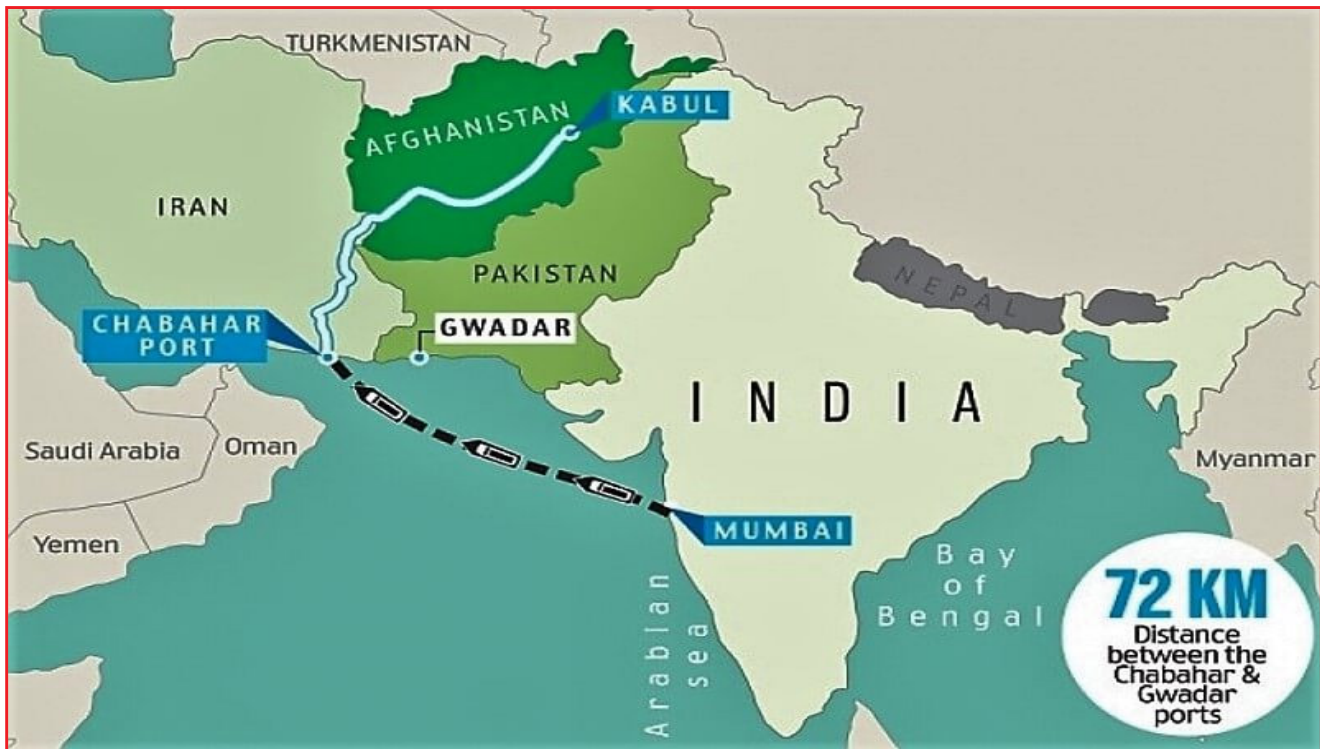 TURKMENISTAN
KABUL
AFGHANISTAN
IRAN
PAKISTAN
NEPAL
CHABAHAR
PORT
GWADAR
INDIA
Saudi Arabia
Oman
Myanmar
Yemen
MUMBAI
Arabian
sea
Bay
of
Bengal
72 KM
Distance
between the
Chabahar &
Gwadar
ports